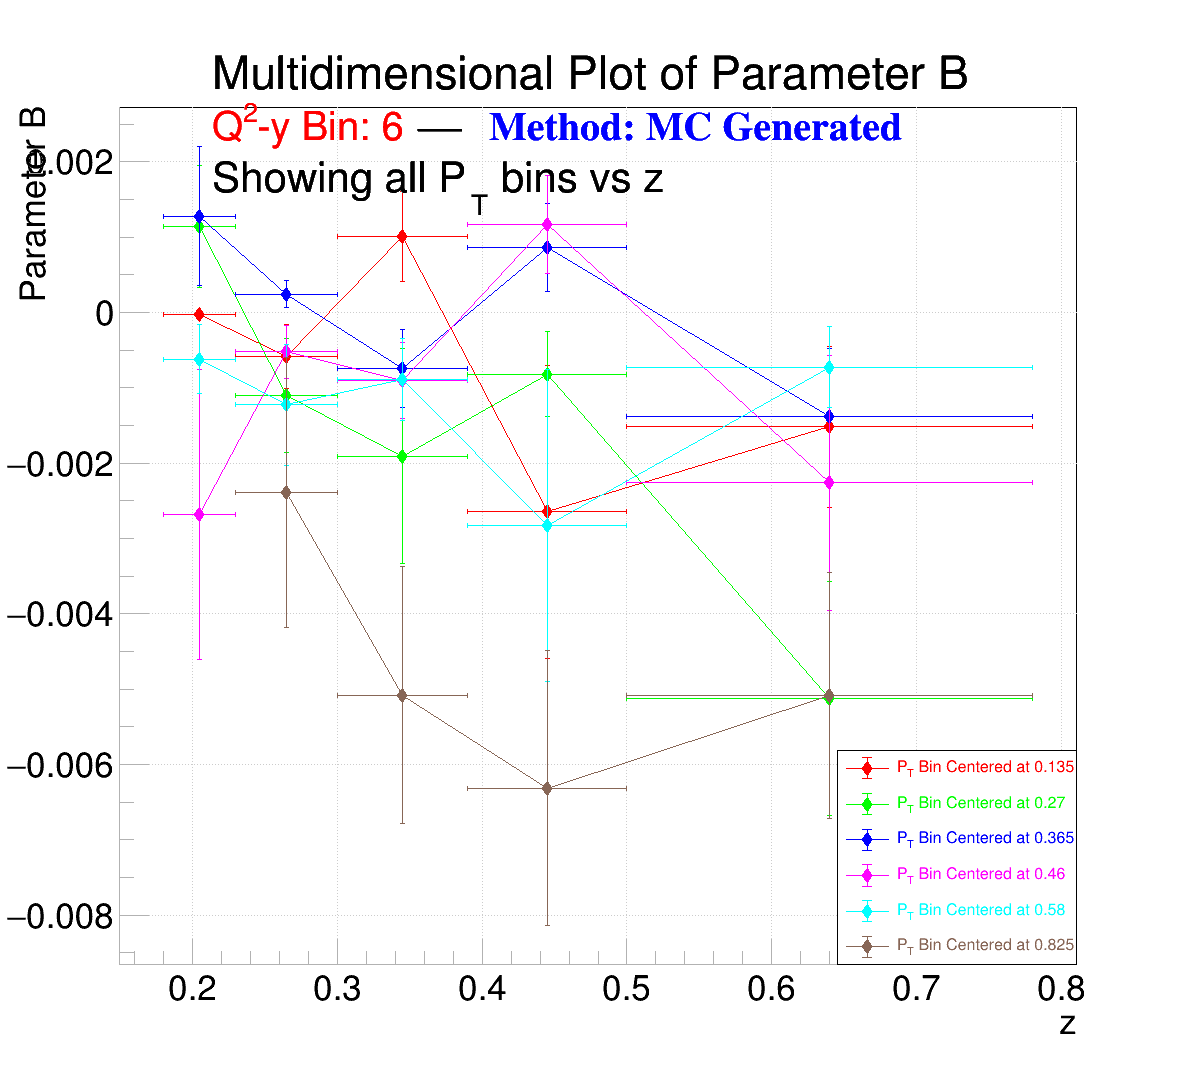 Multidimensional Plot of Parameter B
Q2-y Bin: 6 — Method: MC Generated
Showing all PT bins vs z
Parameter B
0.002
0
−0.002
−0.004
−0.006
−0.008
0.2 0.3 0.4 0.5 0.6 0.7 0.8
z
PT Bin Centered at 0.135
PT Bin Centered at 0.27
PT Bin Centered at 0.365
PT Bin Centered at 0.46
PT Bin Centered at 0.58
PT Bin Centered at 0.825